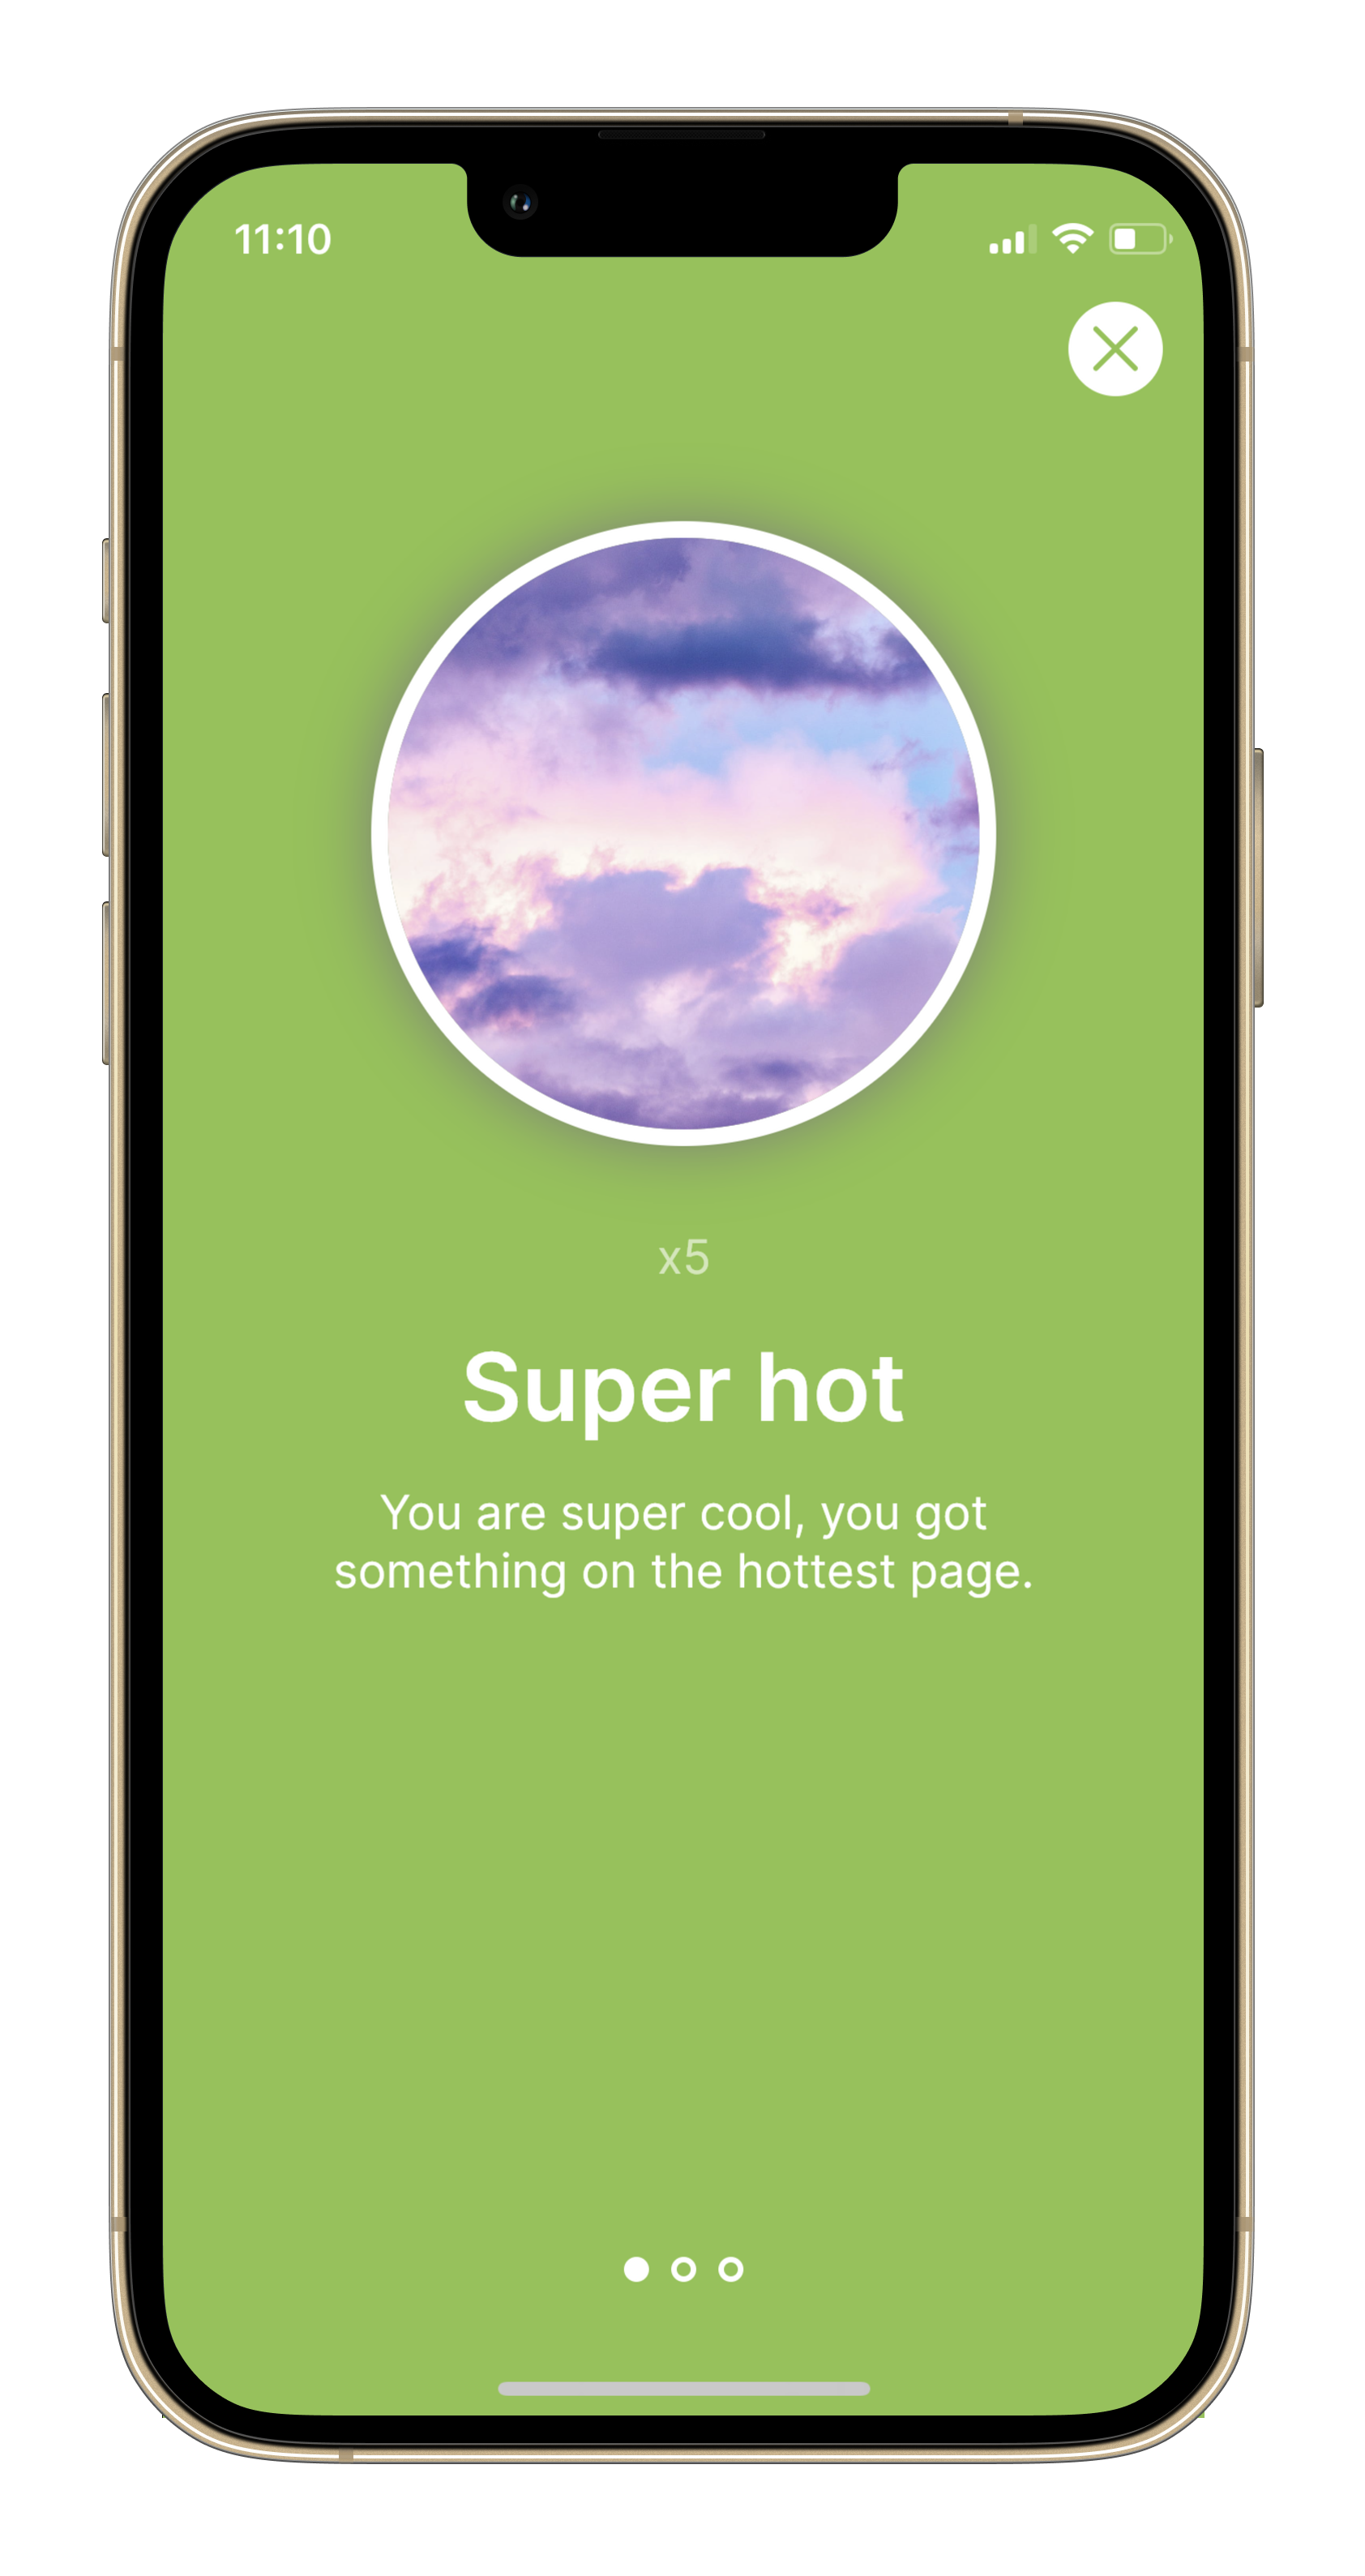 11:10
x5
Super hot
You are super cool, you got
something on the hottest page.